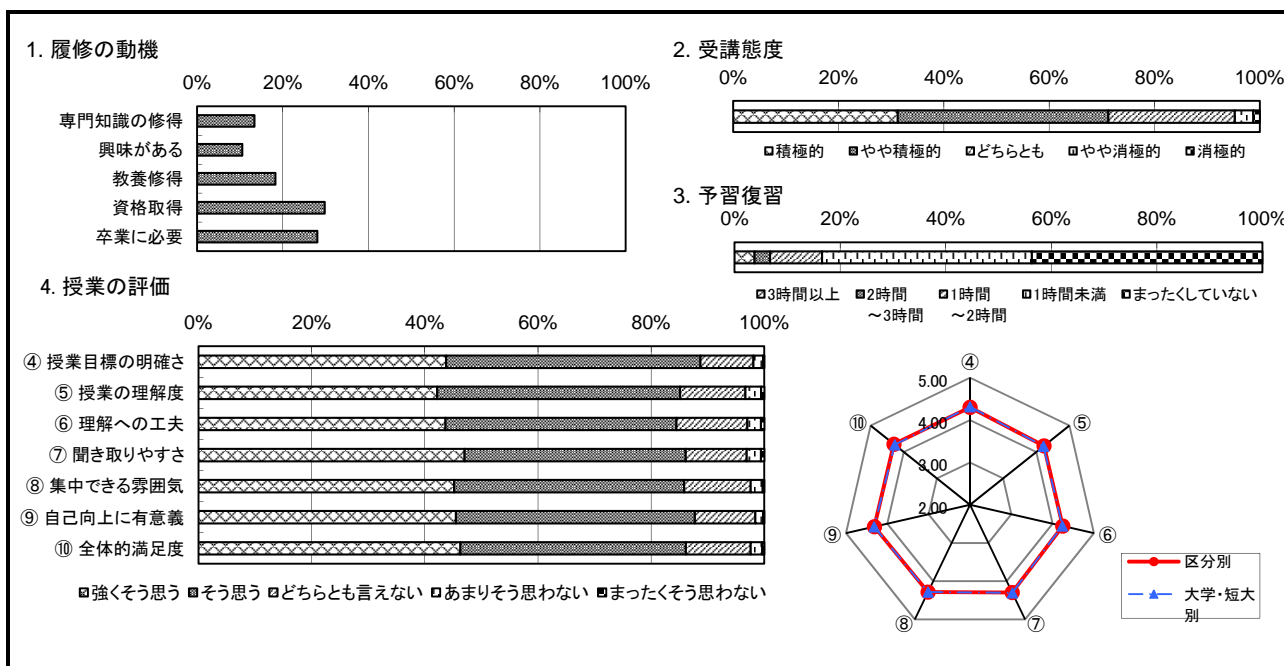 1. 履修の動機
0% 20% 40% 60% 80% 100%
専門知識の修得
興味がある
教養修得
資格取得
卒業に必要
2. 受講態度
0% 20% 40% 60% 80% 100%
積極的 やや積極的 どちらとも やや消極的 消極的
3. 予習復習
0% 20% 40% 60% 80% 100%
3時間以上 2時間 1時間 1時間未満 まったくしていない
～3時間 ～2時間
4. 授業の評価
0% 20% 40% 60% 80% 100%
④ 授業目標の明確さ
⑤ 授業の理解度
⑥ 理解への工夫
⑦ 聞き取りやすさ
⑧ 集中できる雰囲気
⑨ 自己向上に有意義
⑩ 全体的満足度
強くそう思う そう思う どちらとも言えない あまりそう思わない まったくそう思わない
④
5.00
⑩ ⑤
4.00
3.00
2.00
⑨ ⑥
⑧ ⑦
区分別
大学・短大
別